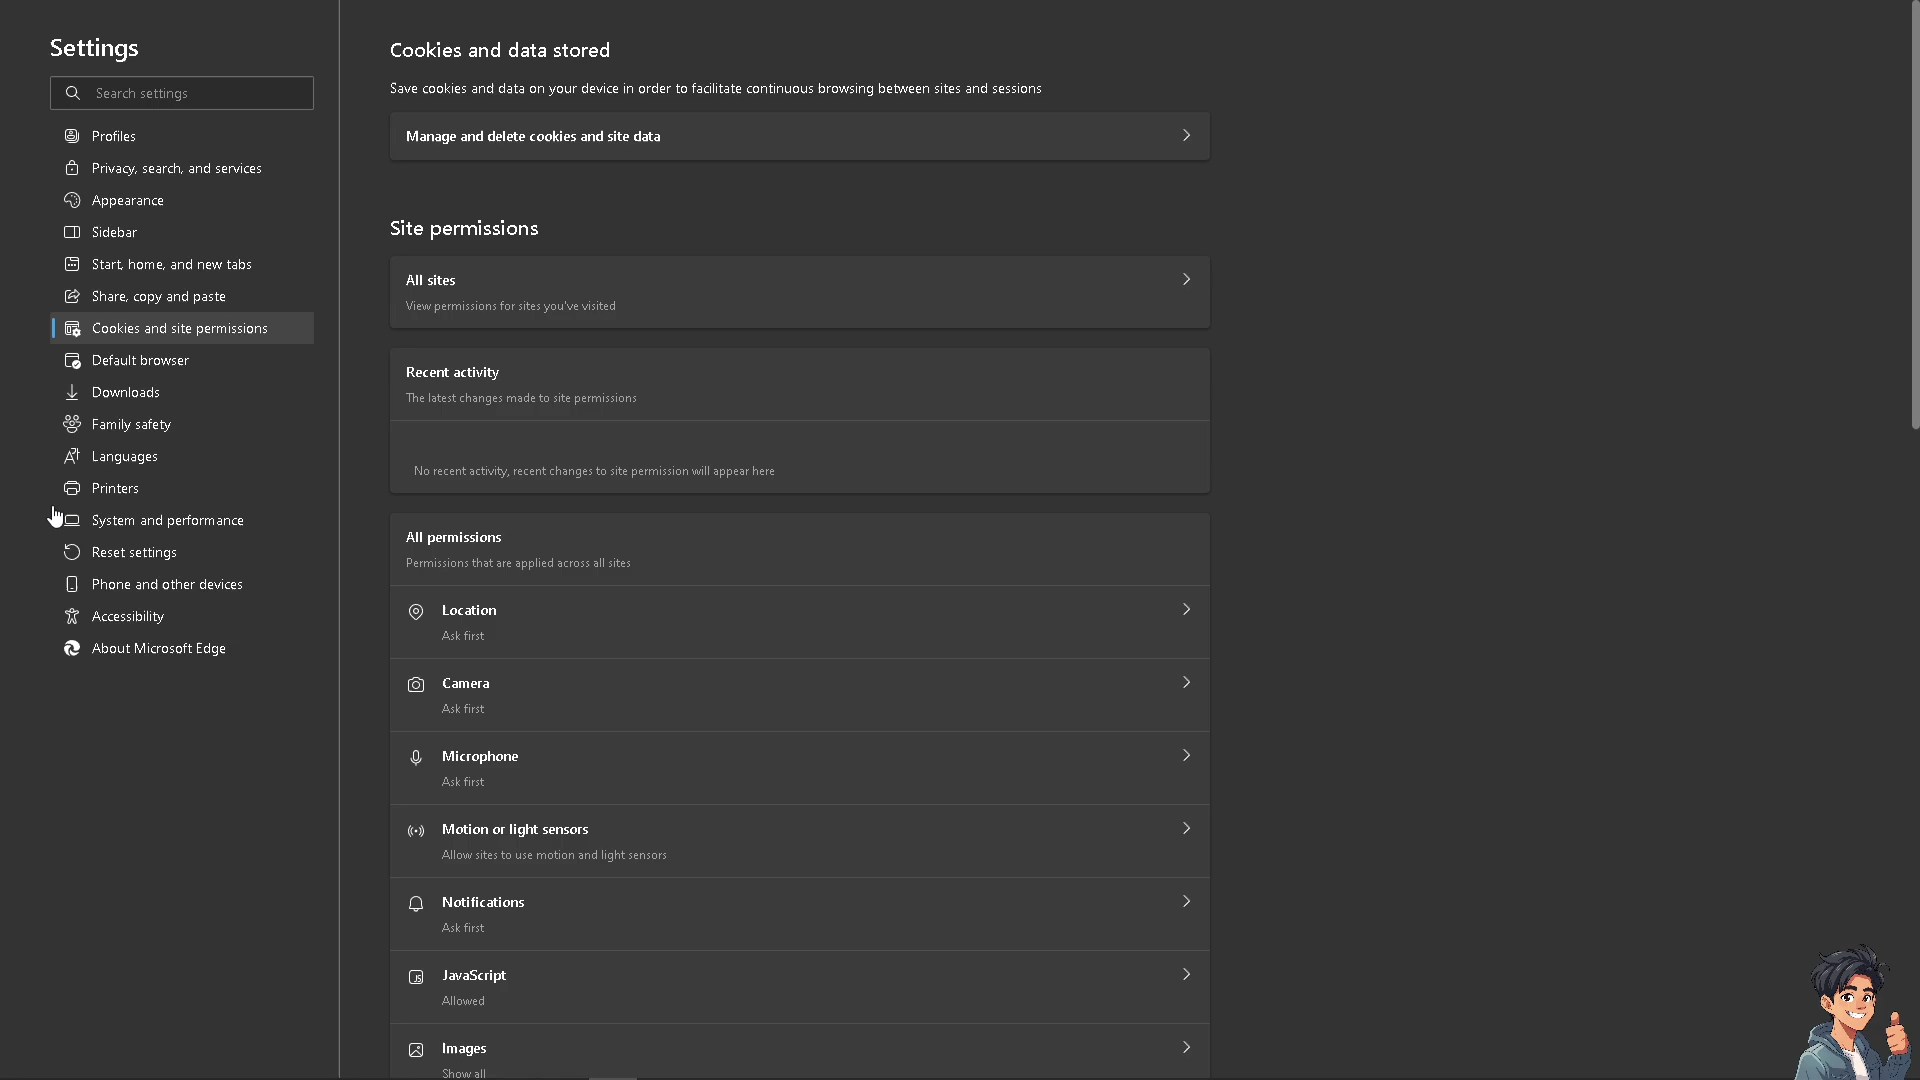 Settings
Search settings
Profiles
Privacy, search, and services
Appearance
Sidebar
Start, home, and new tabs
Share, copy and paste
Cookies and site permissions
Default browser
Downloads
Family safety
Languages
Printers
System and performance
Reset settings
Phone and other devices
Accessibility
About Microsoft Edge
Cookies and data stored
Save cookies and data on your device in order to facilitate continuous browsing between sites and sessions
Manage and delete cookies and site data
Site permissions
All sites
View permissions for sites you've visited
Recent activity
The latest changes made to site permissions
No recent activity, recent changes to site permission will appear here
All permissions
Permissions that are applied across all sites
Location
Ask first
Camera
Ask first
Microphone
Ask first
Motion or light sensors
Allow sites to use motion and light sensors
Notifications
Ask first
JavaScript
Allowed
Images
Show all